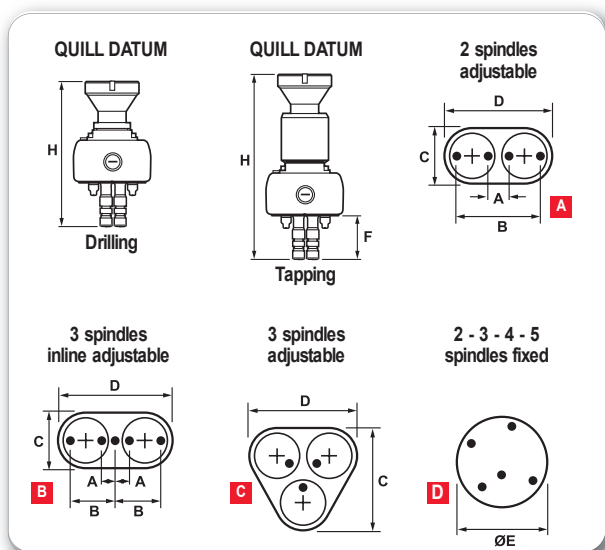 QUILL DATUM
H
Drilling
QUILL DATUM
H
F
Tapping
2 spindles
adjustable
D
C
A
B
A
3 spindles
inline adjustable
D
C
A
A
B
B
B
3 spindles
adjustable
D
C
C
2 - 3 - 4 - 5
spindles fixed
D
ØE